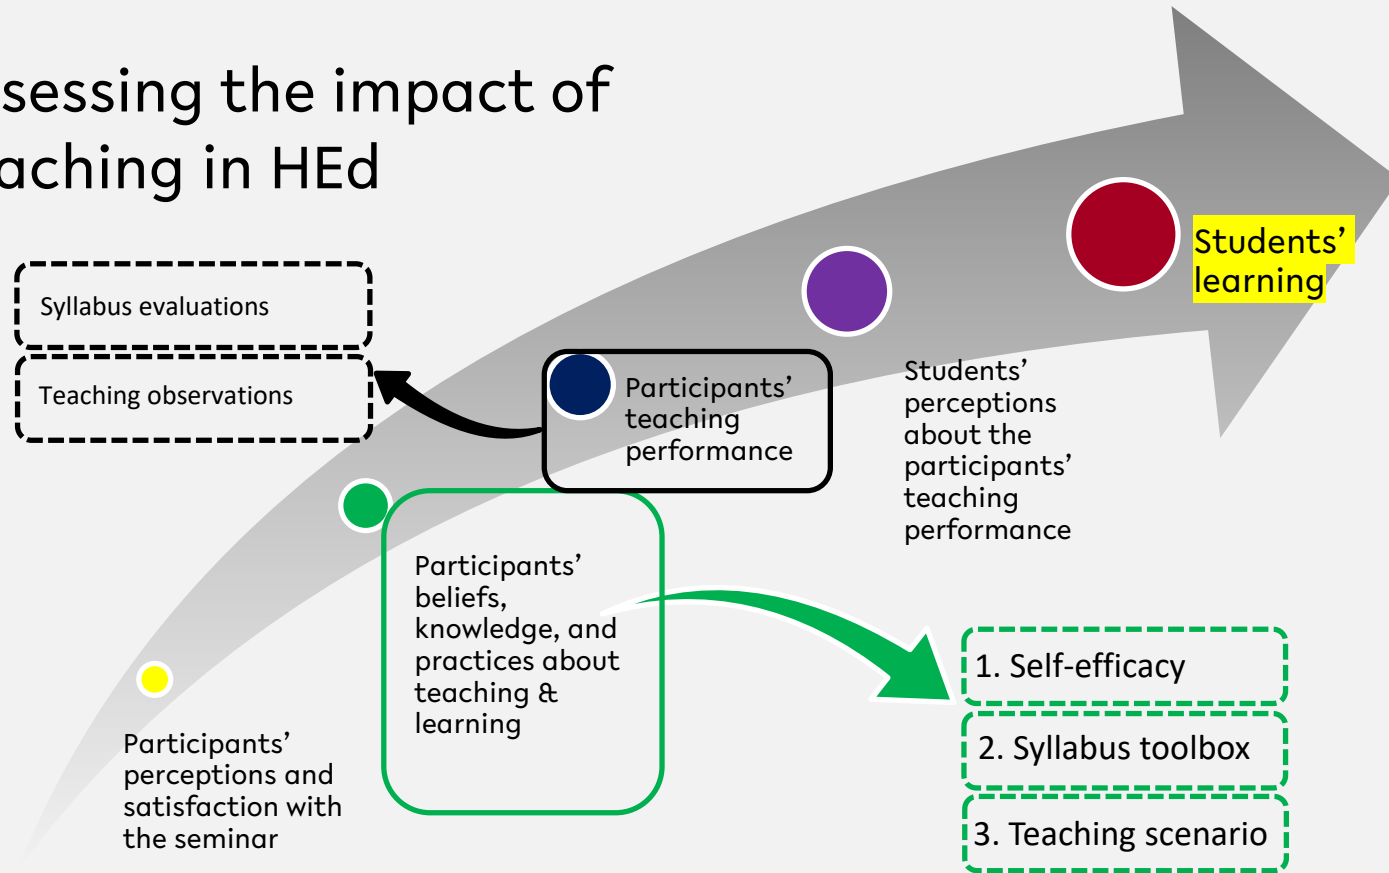 sessing the impact of
aching in HEd
Syllabus evaluations
Teaching observations
Participants’
teaching
performance
Students’
learning
Students’
perceptions
about the
participants’
teaching
performance
Participants’
beliefs,
knowledge, and
practices about
teaching &
learning
Participants’
perceptions and
satisfaction with
the seminar
1. Self-efficacy
2. Syllabus toolbox
3. Teaching scenario